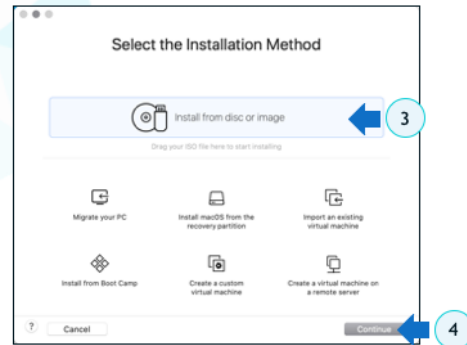 Select the Installation Method
Install from disc or image
3
Drag your ISO file here to start installing
Migrate your PC
Install macOS from the
recovery partition
Import an existing
virtual machine
Install from Boot Camp
Create a custom
virtual machine
Create a virtual machine on
a remote server
?
Cancel
Continue
4